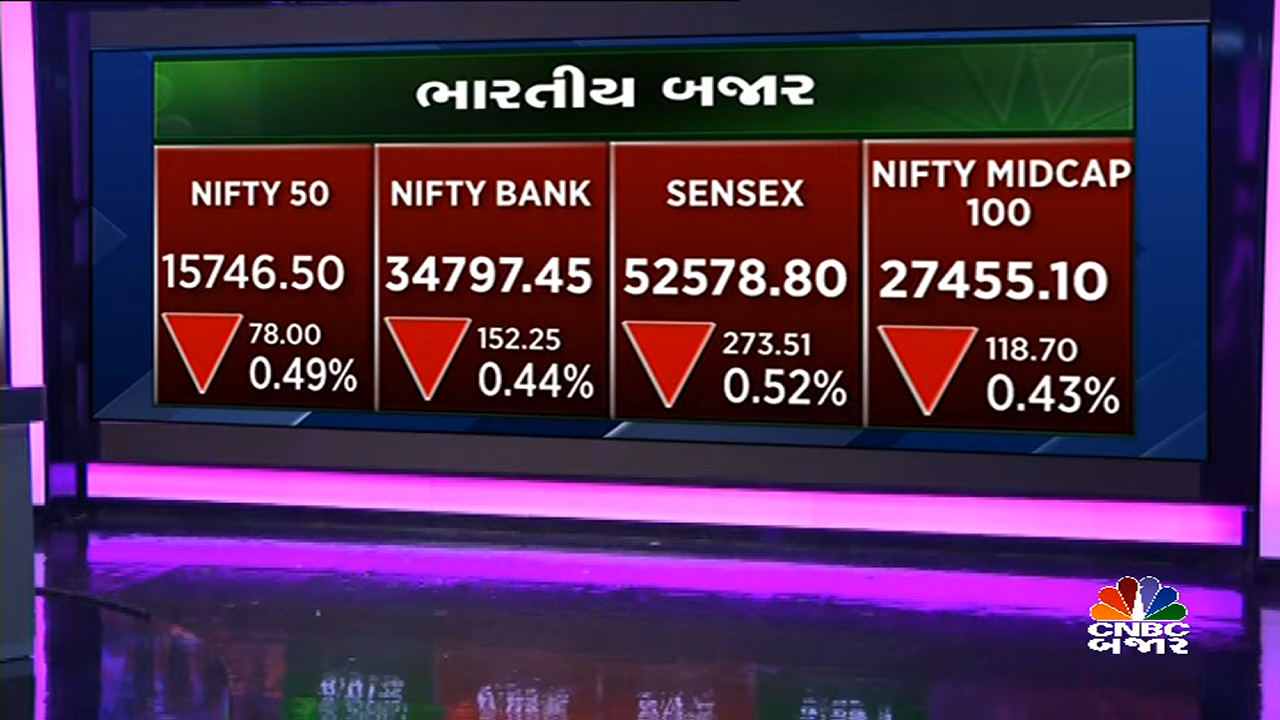 ભારતીય બજાર
NIFTY 50
15746.50
78.00
0.49%
NIFTY BANK
34797.45
152.25
0.44%
SENSEX
52578.80
273.51
0.52%
NIFTY MIDCAP
100
27455.10
118.70
0.43%
CNBC
બજાર